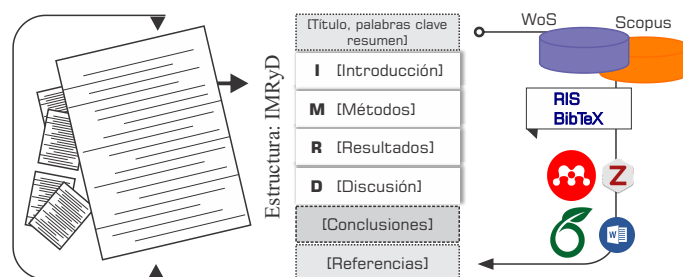 Estructura: IMRyD
[Título, palabras clave
resumen]
I [Introducción]
M [Métodos]
R [Resultados]
D [Discusión]
[Conclusiones]
[Referencias]
WoS
Scopus
RIS
BibTeX
Z
W